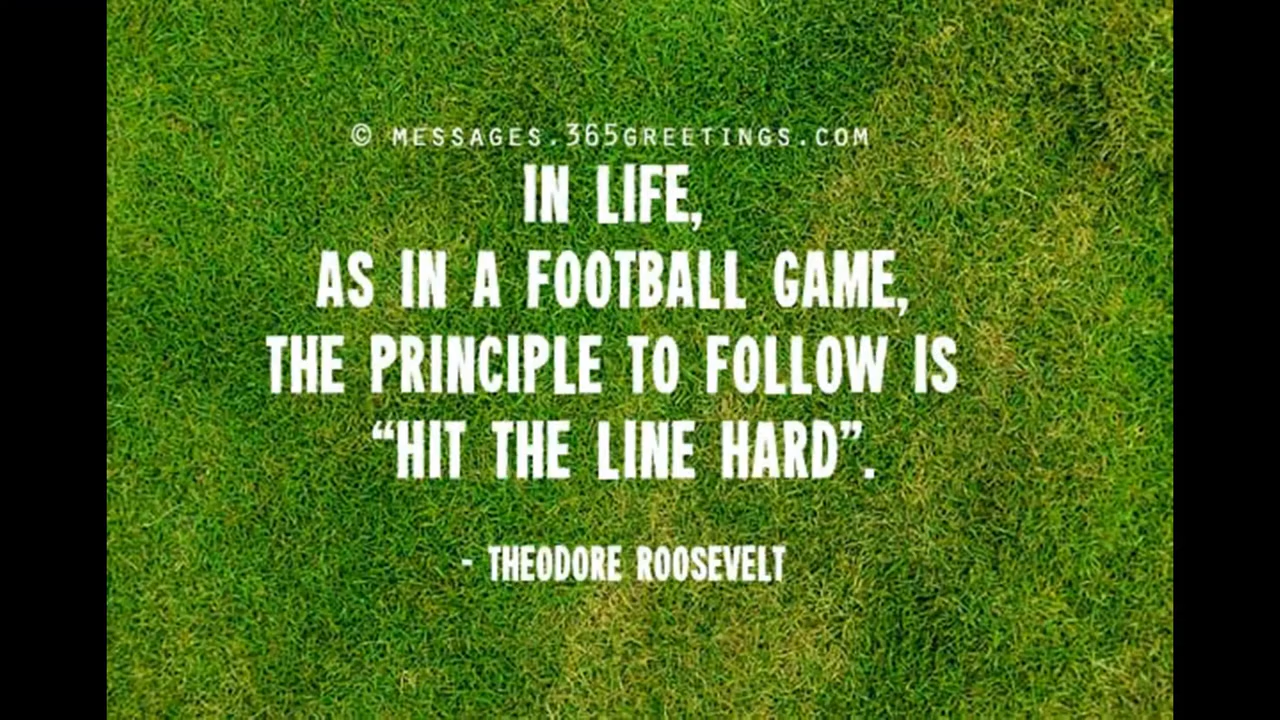 © MESSAGES.365GREETINGS.COM
IN LIFE,
AS IN A FOOTBALL GAME,
THE PRINCIPLE TO FOLLOW IS
“HIT THE LINE HARD”.
- THEODORE ROOSEVELT